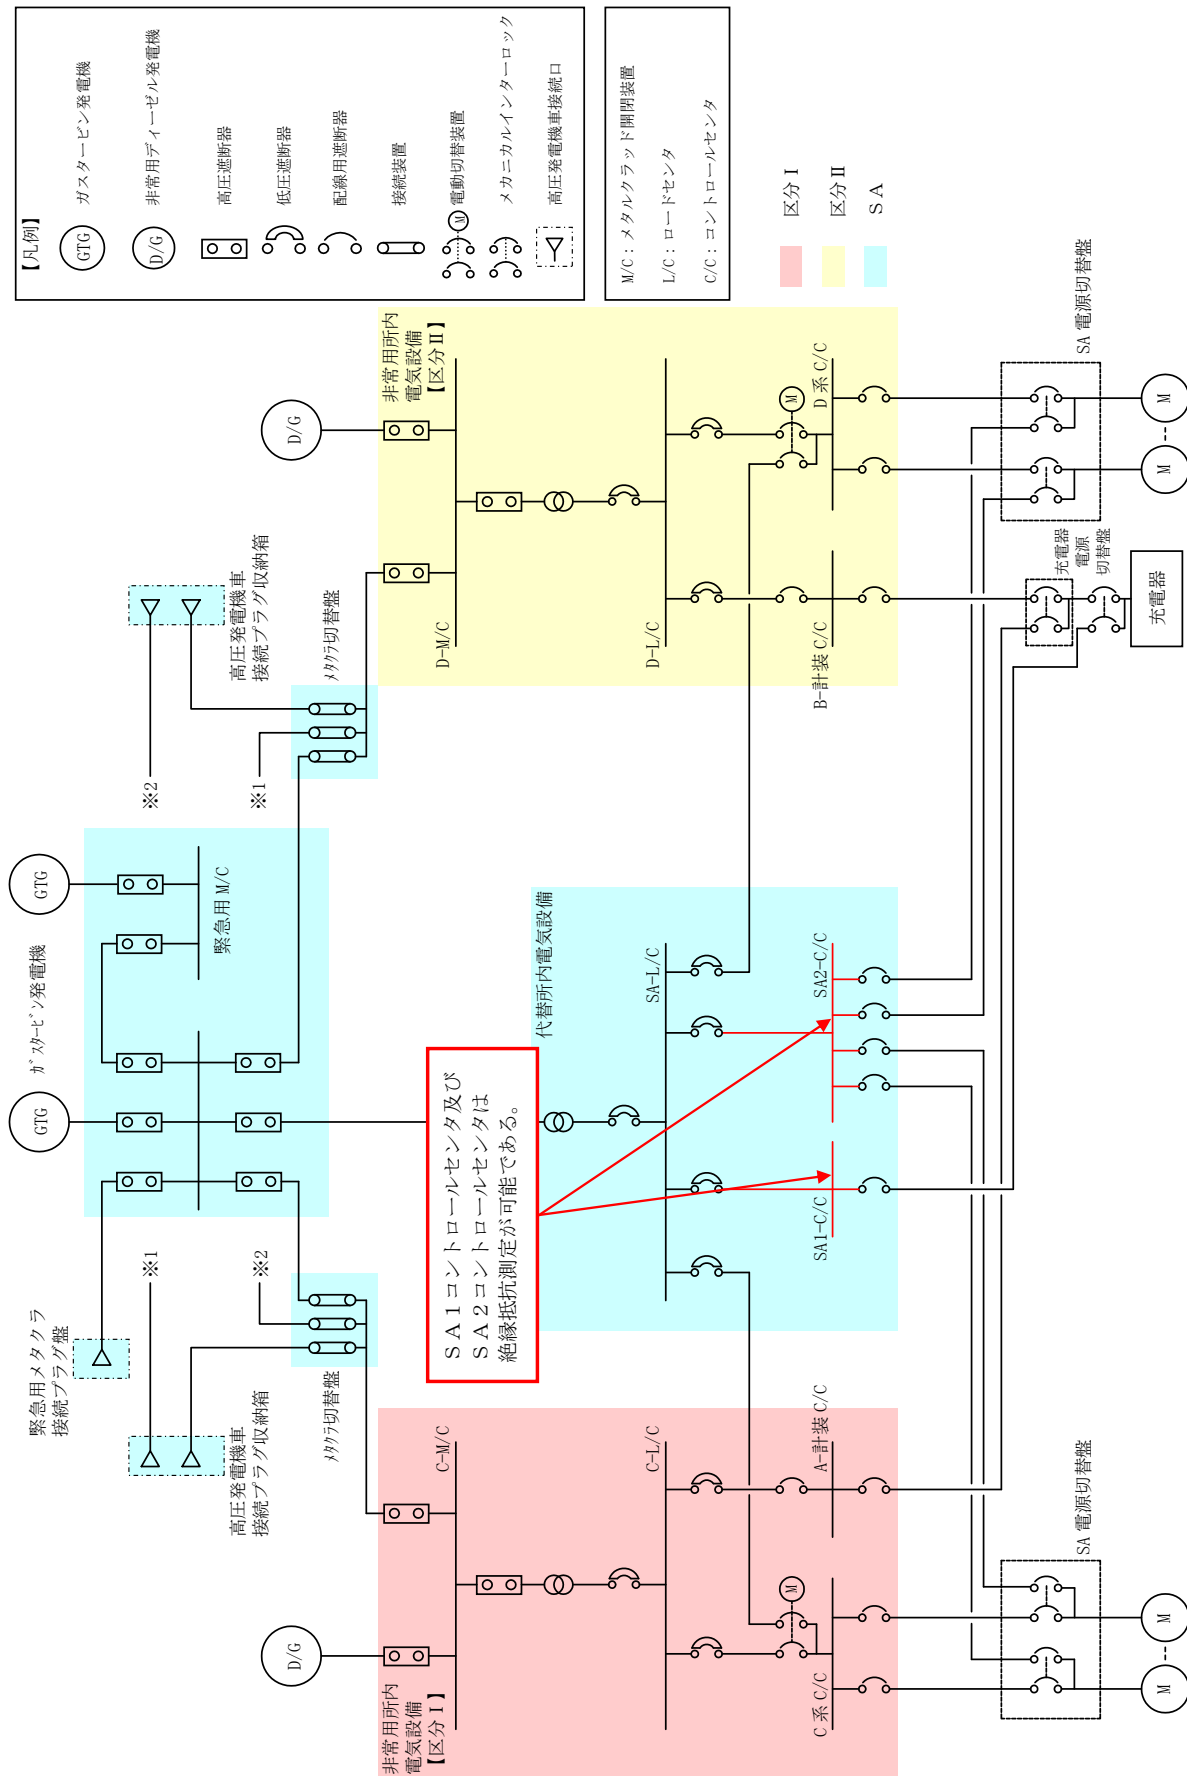 【凡例】
GTG
ガスタービン発電機
D/G
非常用ディーゼル発電機
高圧遮断器
低圧遮断器
配線用遮断器
接続装置
M
電動切替装置
メカニカルインターロック
高圧発電機車接続口
M/C：メタルクラッド開閉装置
L/C：ロードセンタ
C/C：コントロールセンタ
区分Ⅰ
区分Ⅱ
ＳＡ
GTG
GTG
ｶﾞｽﾀｰﾋﾞﾝ発電機
緊急用 M/C
緊急用メタクラ
接続プラグ盤
※1
※2
高圧発電機車
接続プラグ収納箱
ﾒﾀｸﾗ切替盤
※2
※1
高圧発電機車
接続プラグ収納箱
ﾒﾀｸﾗ切替盤
D/G
非常用所内
電気設備
【区分Ⅰ】
C-M/C
C-L/C
M
C 系 C/C
A-計装 C/C
代替所内電気設備
SA-L/C
SA1-C/C
SA2-C/C
ＳＡ１コントロールセンタ及び
ＳＡ２コントロールセンタは
絶縁抵抗測定が可能である。
D/G
非常用所内
電気設備
【区分Ⅱ】
D-M/C
D-L/C
M
B-計装 C/C
D 系 C/C
SA 電源切替盤
M
M
充電器
電源
切替盤
充電器
SA 電源切替盤
M
M